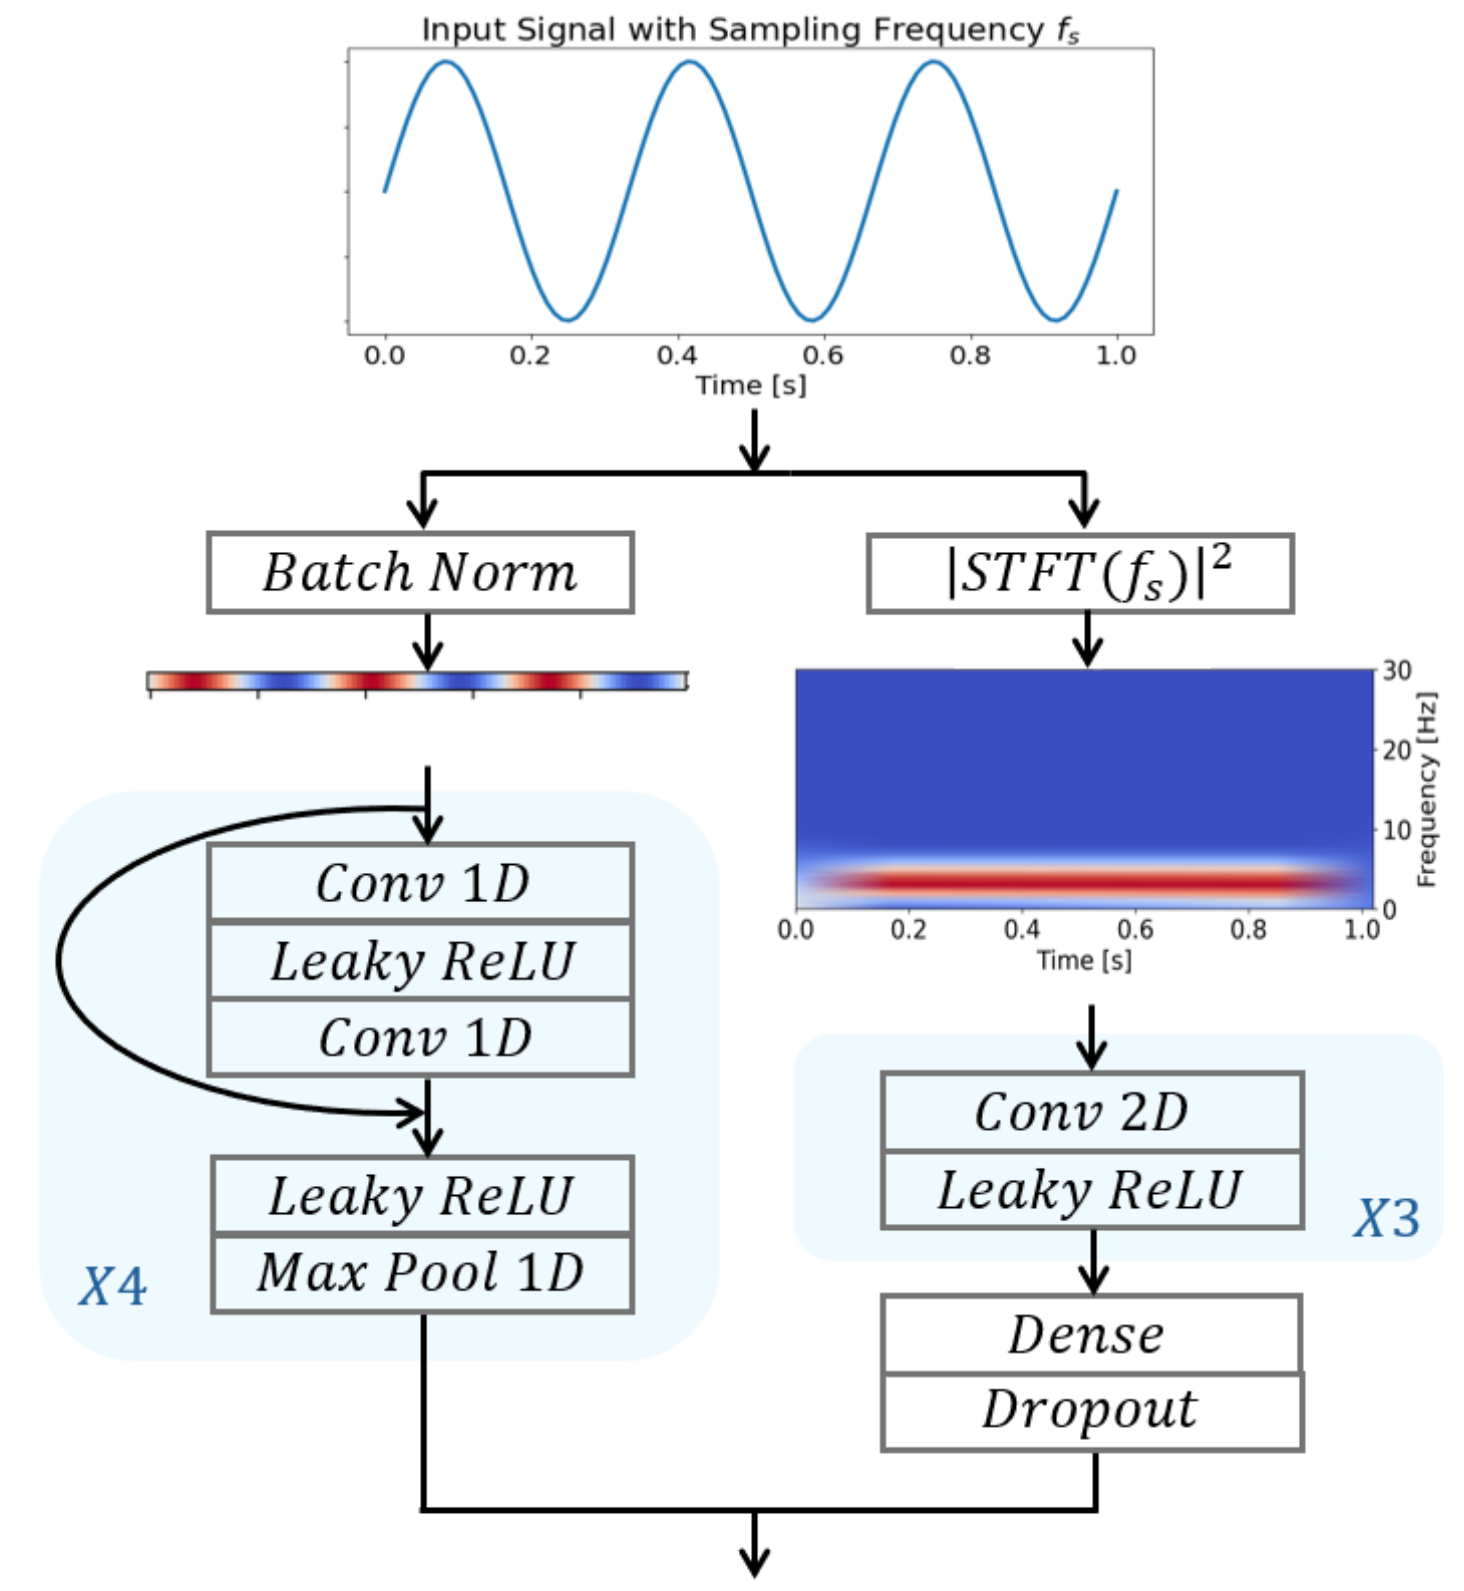 Input Signal with Sampling Frequency fₛ
0.0 0.2 0.4 0.6 0.8 1.0
Time [s]
Batch Norm
|STFT(fₛ)|²
30
20
10
0
Frequency [Hz]
0.0 0.2 0.4 0.6 0.8 1.0
Time [s]
Conv 1D
Leaky ReLU
Conv 1D
Leaky ReLU
Max Pool 1D
X4
Conv 2D
Leaky ReLU
X3
Dense
Dropout